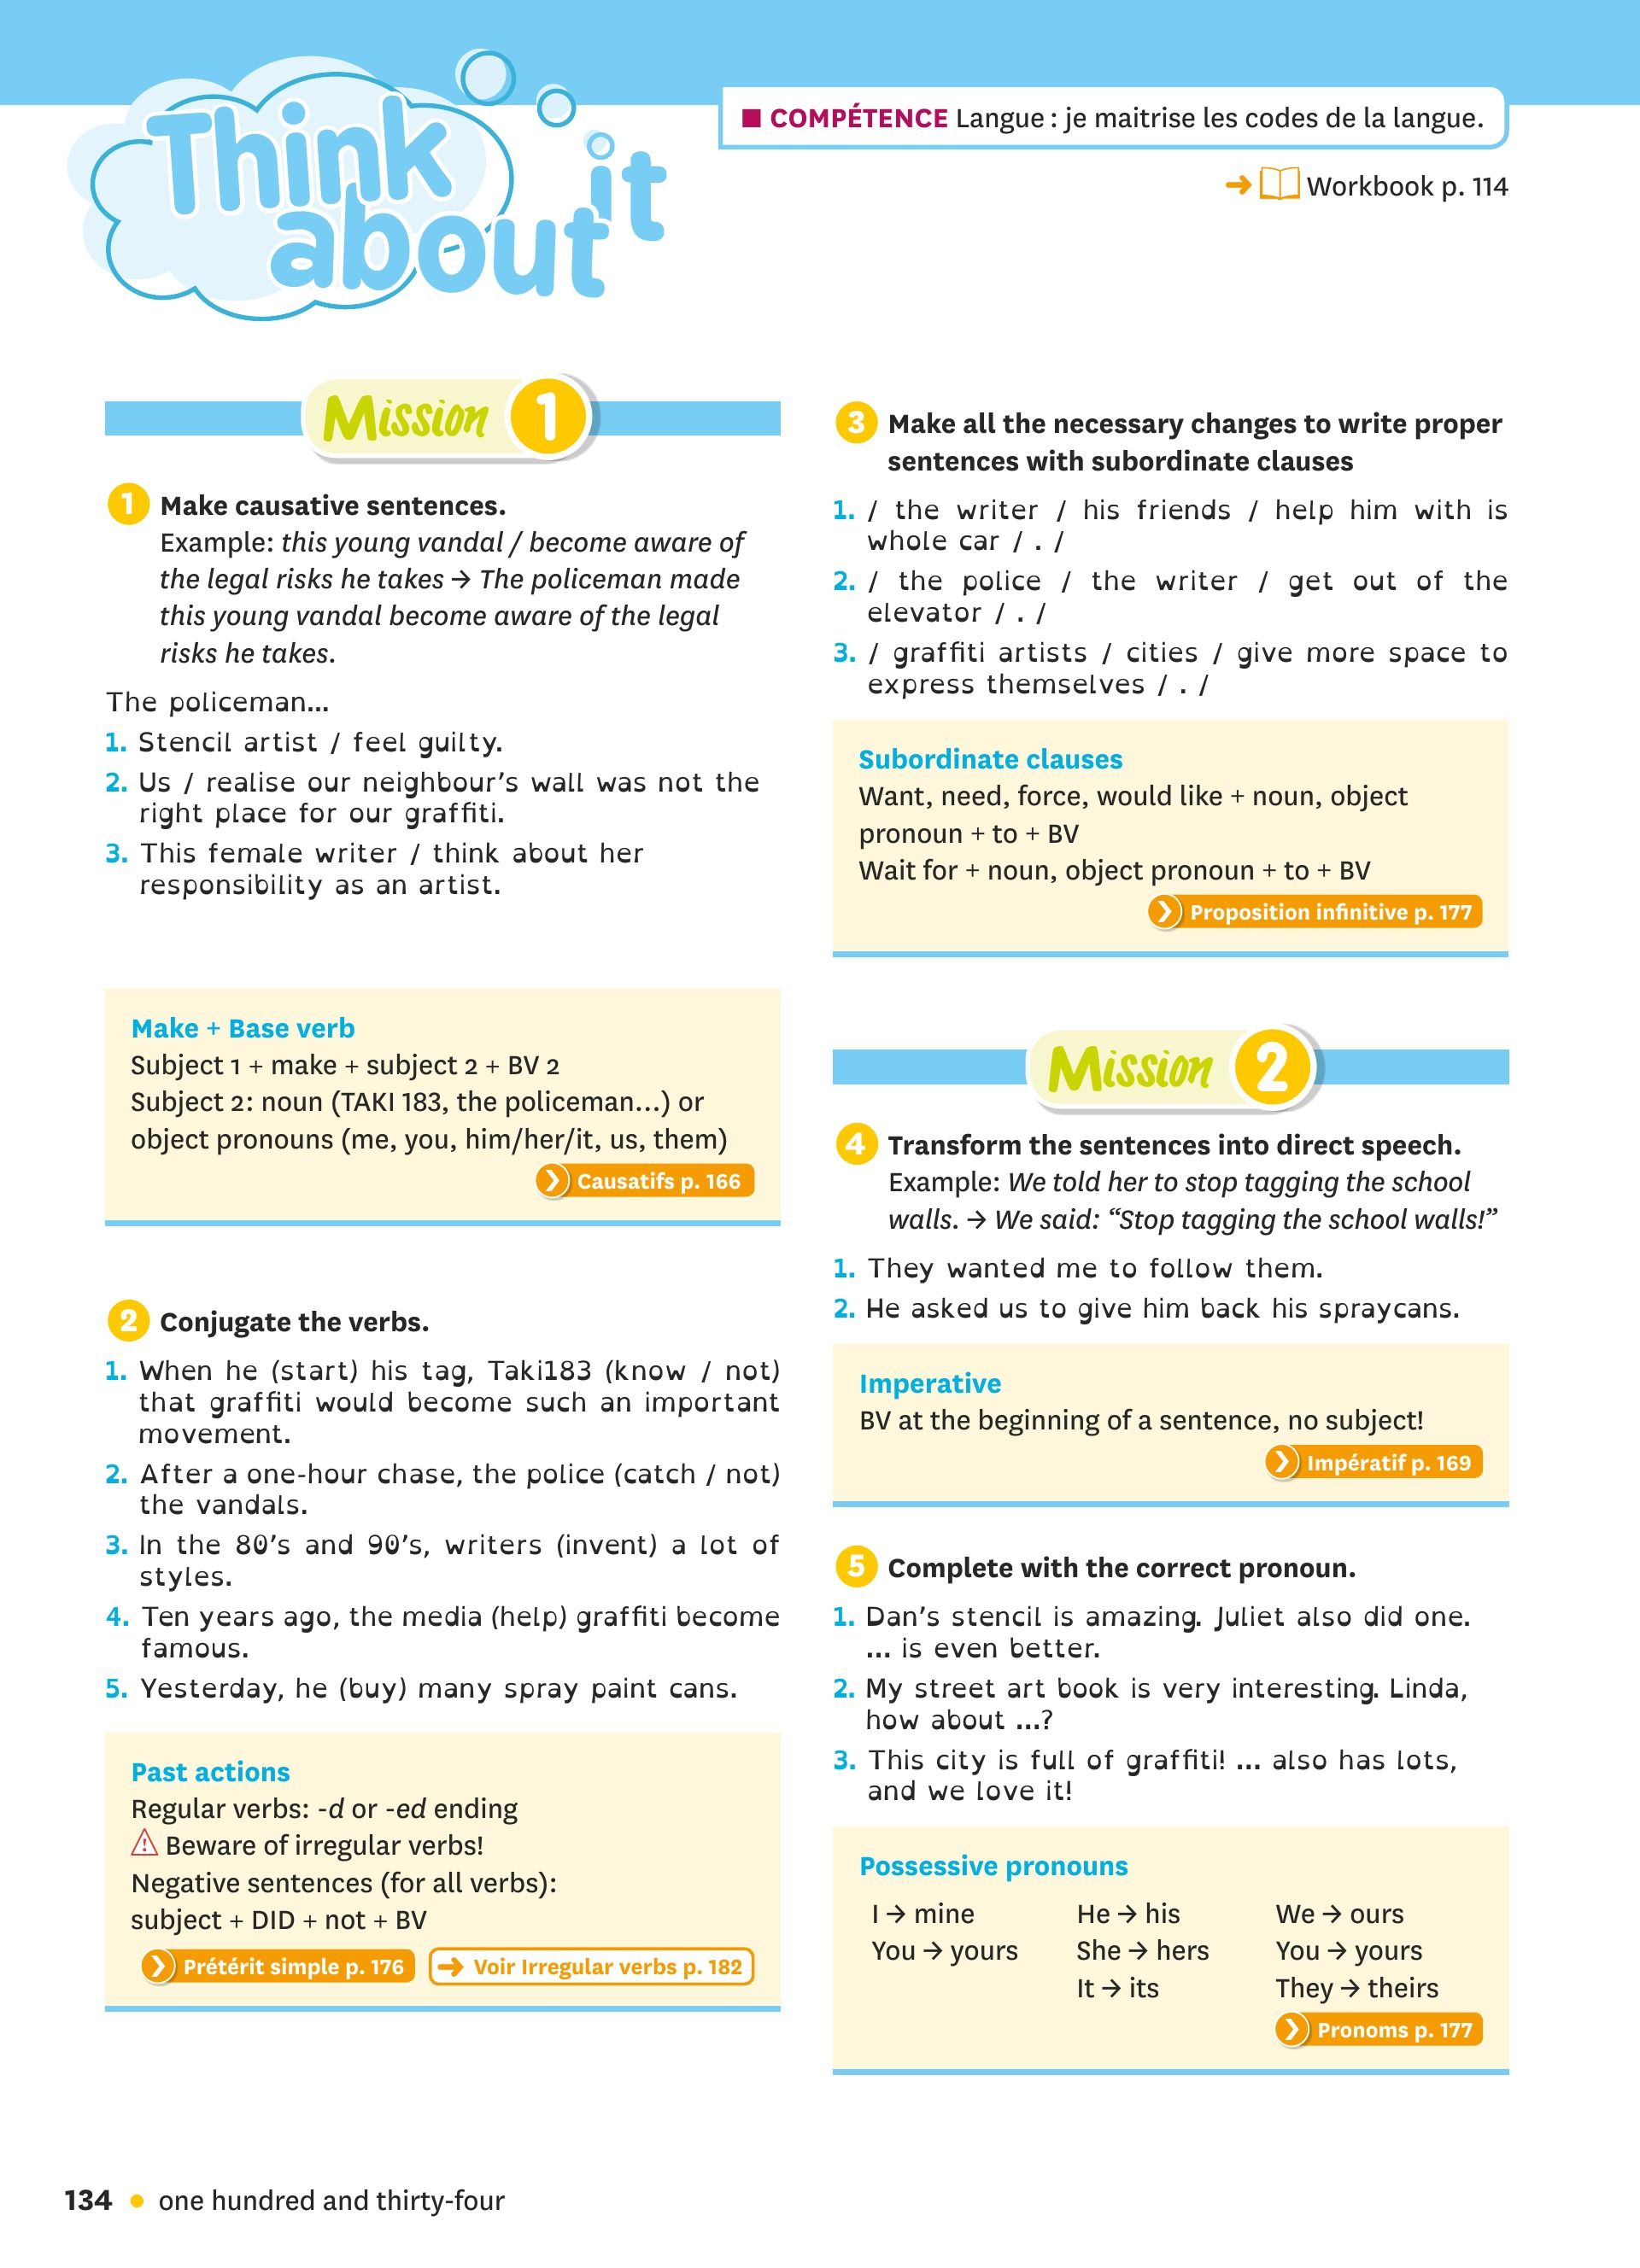 Think
about it
■ COMPÉTENCE Langue : je maitrise les codes de la langue.
➜ Workbook p. 114
Mission 1
1 Make causative sentences.
Example: this young vandal / become aware of
the legal risks he takes → The policeman made
this young vandal become aware of the legal
risks he takes.
The policeman...
1. Stencil artist / feel guilty.
2. Us / realise our neighbour's wall was not the
right place for our graffiti.
3. This female writer / think about her
responsibility as an artist.
Make + Base verb
Subject 1 + make + subject 2 + BV 2
Subject 2: noun (TAKI 183, the policeman...) or
object pronouns (me, you, him/her/it, us, them)
Causatifs p. 166
2 Conjugate the verbs.
1. When he (start) his tag, Taki183 (know / not)
that graffiti would become such an important
movement.
2. After a one-hour chase, the police (catch / not)
the vandals.
3. In the 80's and 90's, writers (invent) a lot of
styles.
4. Ten years ago, the media (help) graffiti become
famous.
5. Yesterday, he (buy) many spray paint cans.
Past actions
Regular verbs: -d or -ed ending
⚠ Beware of irregular verbs!
Negative sentences (for all verbs):
subject + DID + not + BV
Prétérit simple p. 176 ➜ Voir Irregular verbs p. 182
3 Make all the necessary changes to write proper
sentences with subordinate clauses
1. / the writer / his friends / help him with is
whole car / . /
2. / the police / the writer / get out of the
elevator / . /
3. / graffiti artists / cities / give more space to
express themselves / . /
Subordinate clauses
Want, need, force, would like + noun, object
pronoun + to + BV
Wait for + noun, object pronoun + to + BV
Proposition infinitive p. 177
Mission 2
4 Transform the sentences into direct speech.
Example: We told her to stop tagging the school
walls. → We said: “Stop tagging the school walls!”
1. They wanted me to follow them.
2. He asked us to give him back his spraycans.
Imperative
BV at the beginning of a sentence, no subject!
Impératif p. 169
5 Complete with the correct pronoun.
1. Dan's stencil is amazing. Juliet also did one.
... is even better.
2. My street art book is very interesting. Linda,
how about ...?
3. This city is full of graffiti! ... also has lots,
and we love it!
Possessive pronouns
I → mine He → his We → ours
You → yours She → hers You → yours
It → its They → theirs
Pronoms p. 177
134 • one hundred and thirty-four